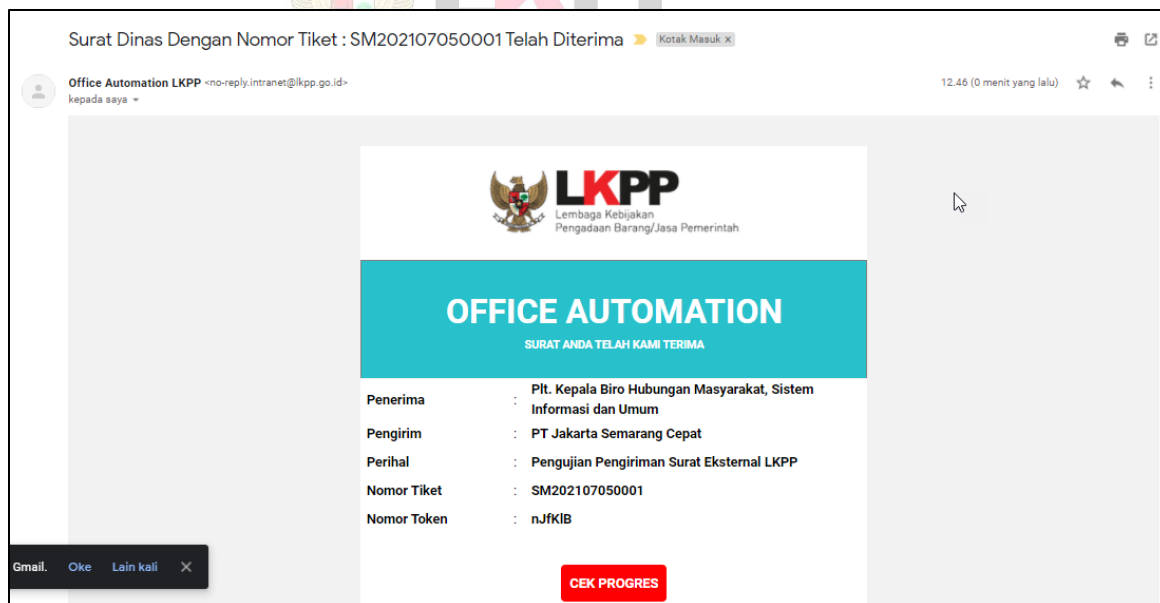 Surat Dinas Dengan Nomor Tiket : SM202107050001 Telah Diterima Kotak Masuk x
Office Automation LKPP <no-reply.intranet@lkpp.go.id> 12.46 (0 menit yang lalu)
kepada saya
LKPP
Lembaga Kebijakan
Pengadaan Barang/Jasa Pemerintah
OFFICE AUTOMATION
SURAT ANDA TELAH KAMI TERIMA
Penerima : Plt. Kepala Biro Hubungan Masyarakat, Sistem
Informasi dan Umum
Pengirim : PT Jakarta Semarang Cepat
Perihal : Pengujian Pengiriman Surat Eksternal LKPP
Nomor Tiket : SM202107050001
Nomor Token : nJfKlB
Gmail. Oke Lain kali
CEK PROGRES